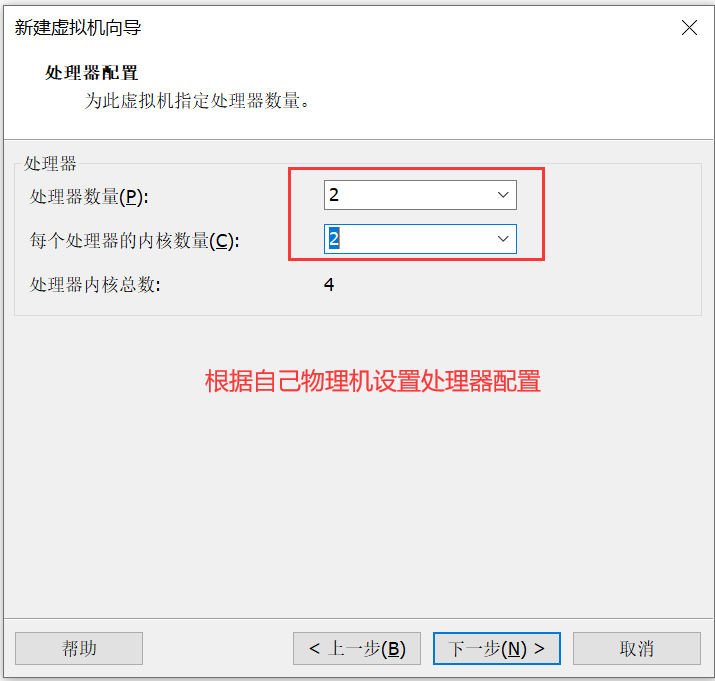 新建虚拟机向导
处理器配置
为此虚拟机指定处理器数量。
处理器
处理器数量(P): 2
每个处理器的内核数量(C): 2
处理器内核总数: 4
根据自己物理机设置处理器配置
帮助 < 上一步(B) 下一步(N) > 取消